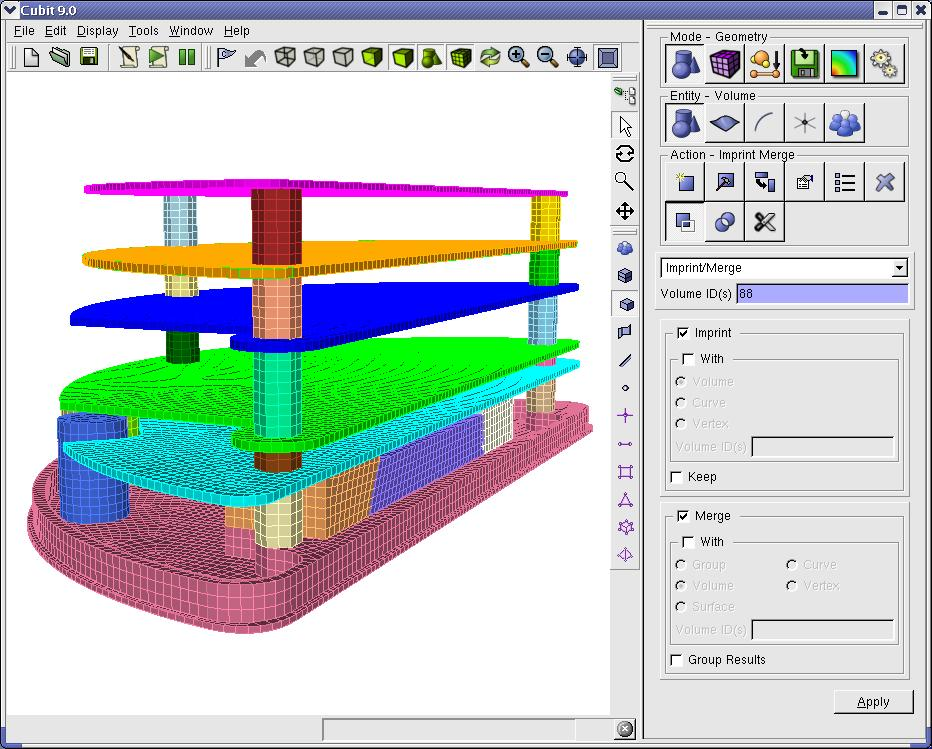 Cubit 9.0
File Edit Display Tools Window Help
Mode - Geometry
Entity - Volume
Action - Imprint Merge
Imprint/Merge
Volume ID(s) 88
Imprint
With
Volume
Curve
Vertex
Volume ID(s)
Keep
Merge
With
Group Curve
Volume Vertex
Surface
Volume ID(s)
Group Results
Apply